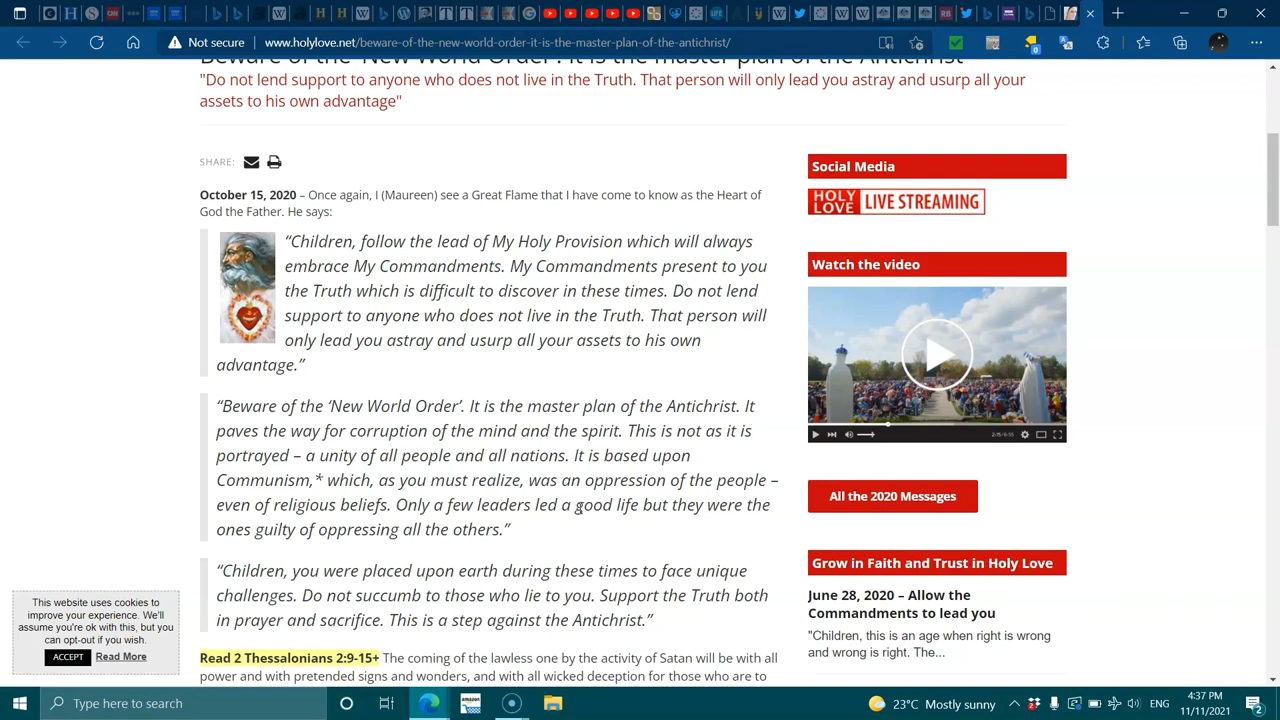 Not secure
www.holylove.net/beware-of-the-new-world-order-it-is-the-master-plan-of-the-antichrist/
Beware of the 'New World Order'. It is the master plan of the Antichrist
"Do not lend support to anyone who does not live in the Truth. That person will only lead you astray and usurp all your
assets to his own advantage"
SHARE:
October 15, 2020 – Once again, I (Maureen) see a Great Flame that I have come to know as the Heart of
God the Father. He says:
“Children, follow the lead of My Holy Provision which will always
embrace My Commandments. My Commandments present to you
the Truth which is difficult to discover in these times. Do not lend
support to anyone who does not live in the Truth. That person will
only lead you astray and usurp all your assets to his own
advantage.”
“Beware of the ‘New World Order’. It is the master plan of the Antichrist. It
paves the way for corruption of the mind and the spirit. This is not as it is
portrayed – a unity of all people and all nations. It is based upon
Communism,* which, as you must realize, was an oppression of the people –
even of religious beliefs. Only a few leaders led a good life but they were the
ones guilty of oppressing all the others.”
“Children, you were placed upon earth during these times to face unique
challenges. Do not succumb to those who lie to you. Support the Truth both
in prayer and sacrifice. This is a step against the Antichrist.”
Read 2 Thessalonians 2:9-15+ The coming of the lawless one by the activity of Satan will be with all
power and with pretended signs and wonders, and with all wicked deception for those who are to
Social Media
HOLY
LOVE
LIVE STREAMING
Watch the video
All the 2020 Messages
Grow in Faith and Trust in Holy Love
June 28, 2020 – Allow the
Commandments to lead you
"Children, this is an age when right is wrong
and wrong is right. The...
This website uses cookies to
improve your experience. We'll
assume you're ok with this, but you
can opt-out if you wish.
ACCEPT
Read More
Type here to search
amazon
23°C Mostly sunny
ENG
4:37 PM
11/11/2021
2